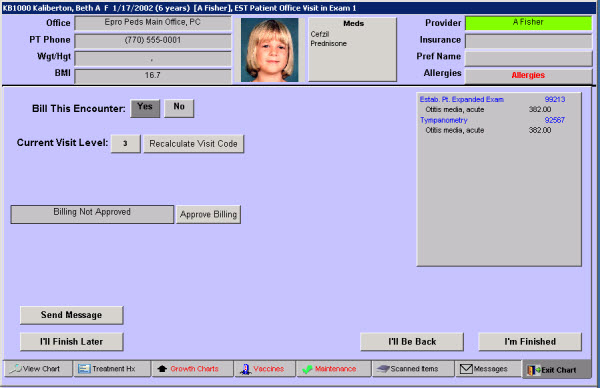 KB1000 Kaliberton, Beth A F 1/17/2002 (6 years) [A Fisher], EST Patient Office Visit in Exam 1
Office Epro Peds Main Office, PC Meds Provider A Fisher
PT Phone (770) 555-0001 Cefzil Insurance
Prednisone
Wgt/Hgt , Pref Name
BMI 16.7 Allergies Allergies
Bill This Encounter: Yes No
Estab. Pt. Expanded Exam 99213
Otitis media, acute 382.00
Tympanometry 92567
Otitis media, acute 382.00
Current Visit Level: 3 Recalculate Visit Code
Billing Not Approved Approve Billing
Send Message
I'll Finish Later I'll Be Back I'm Finished
View Chart Treatment Hx Growth Charts Vaccines Maintenance Scanned Items Messages Exit Chart